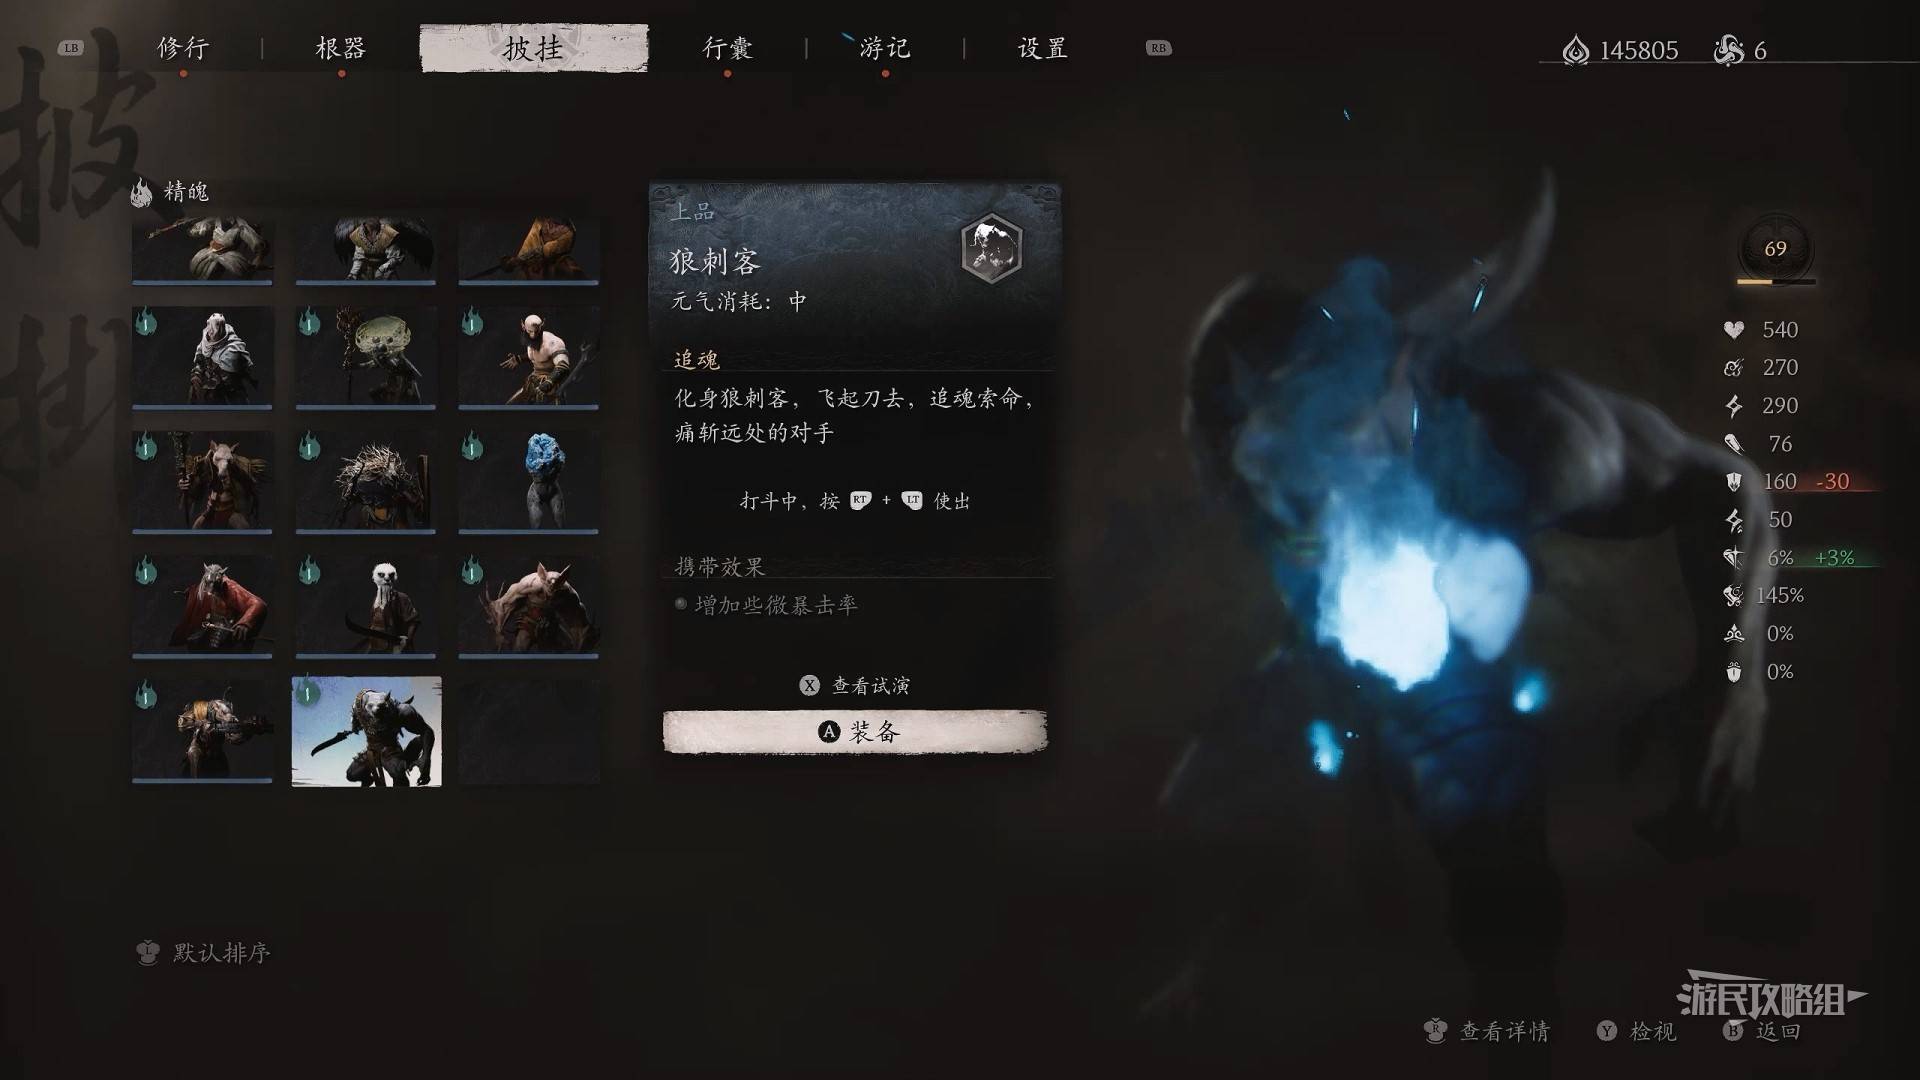 LB 修行 根器 披挂 行囊 游记 设置 RB
145805 6
披挂
精魄
上品
狼刺客
元气消耗：中
追魂
化身狼刺客，飞起刀去，追魂索命，
痛斩远处的对手
打斗中，按 RT + LT 使出
携带效果
增加些微暴击率
X 查看试演
A 装备
69
540
270
290
76
160 -30
50
6% +3%
145%
0%
0%
L 默认排序
游民攻略组
R 查看详情 Y 检视 B 返回